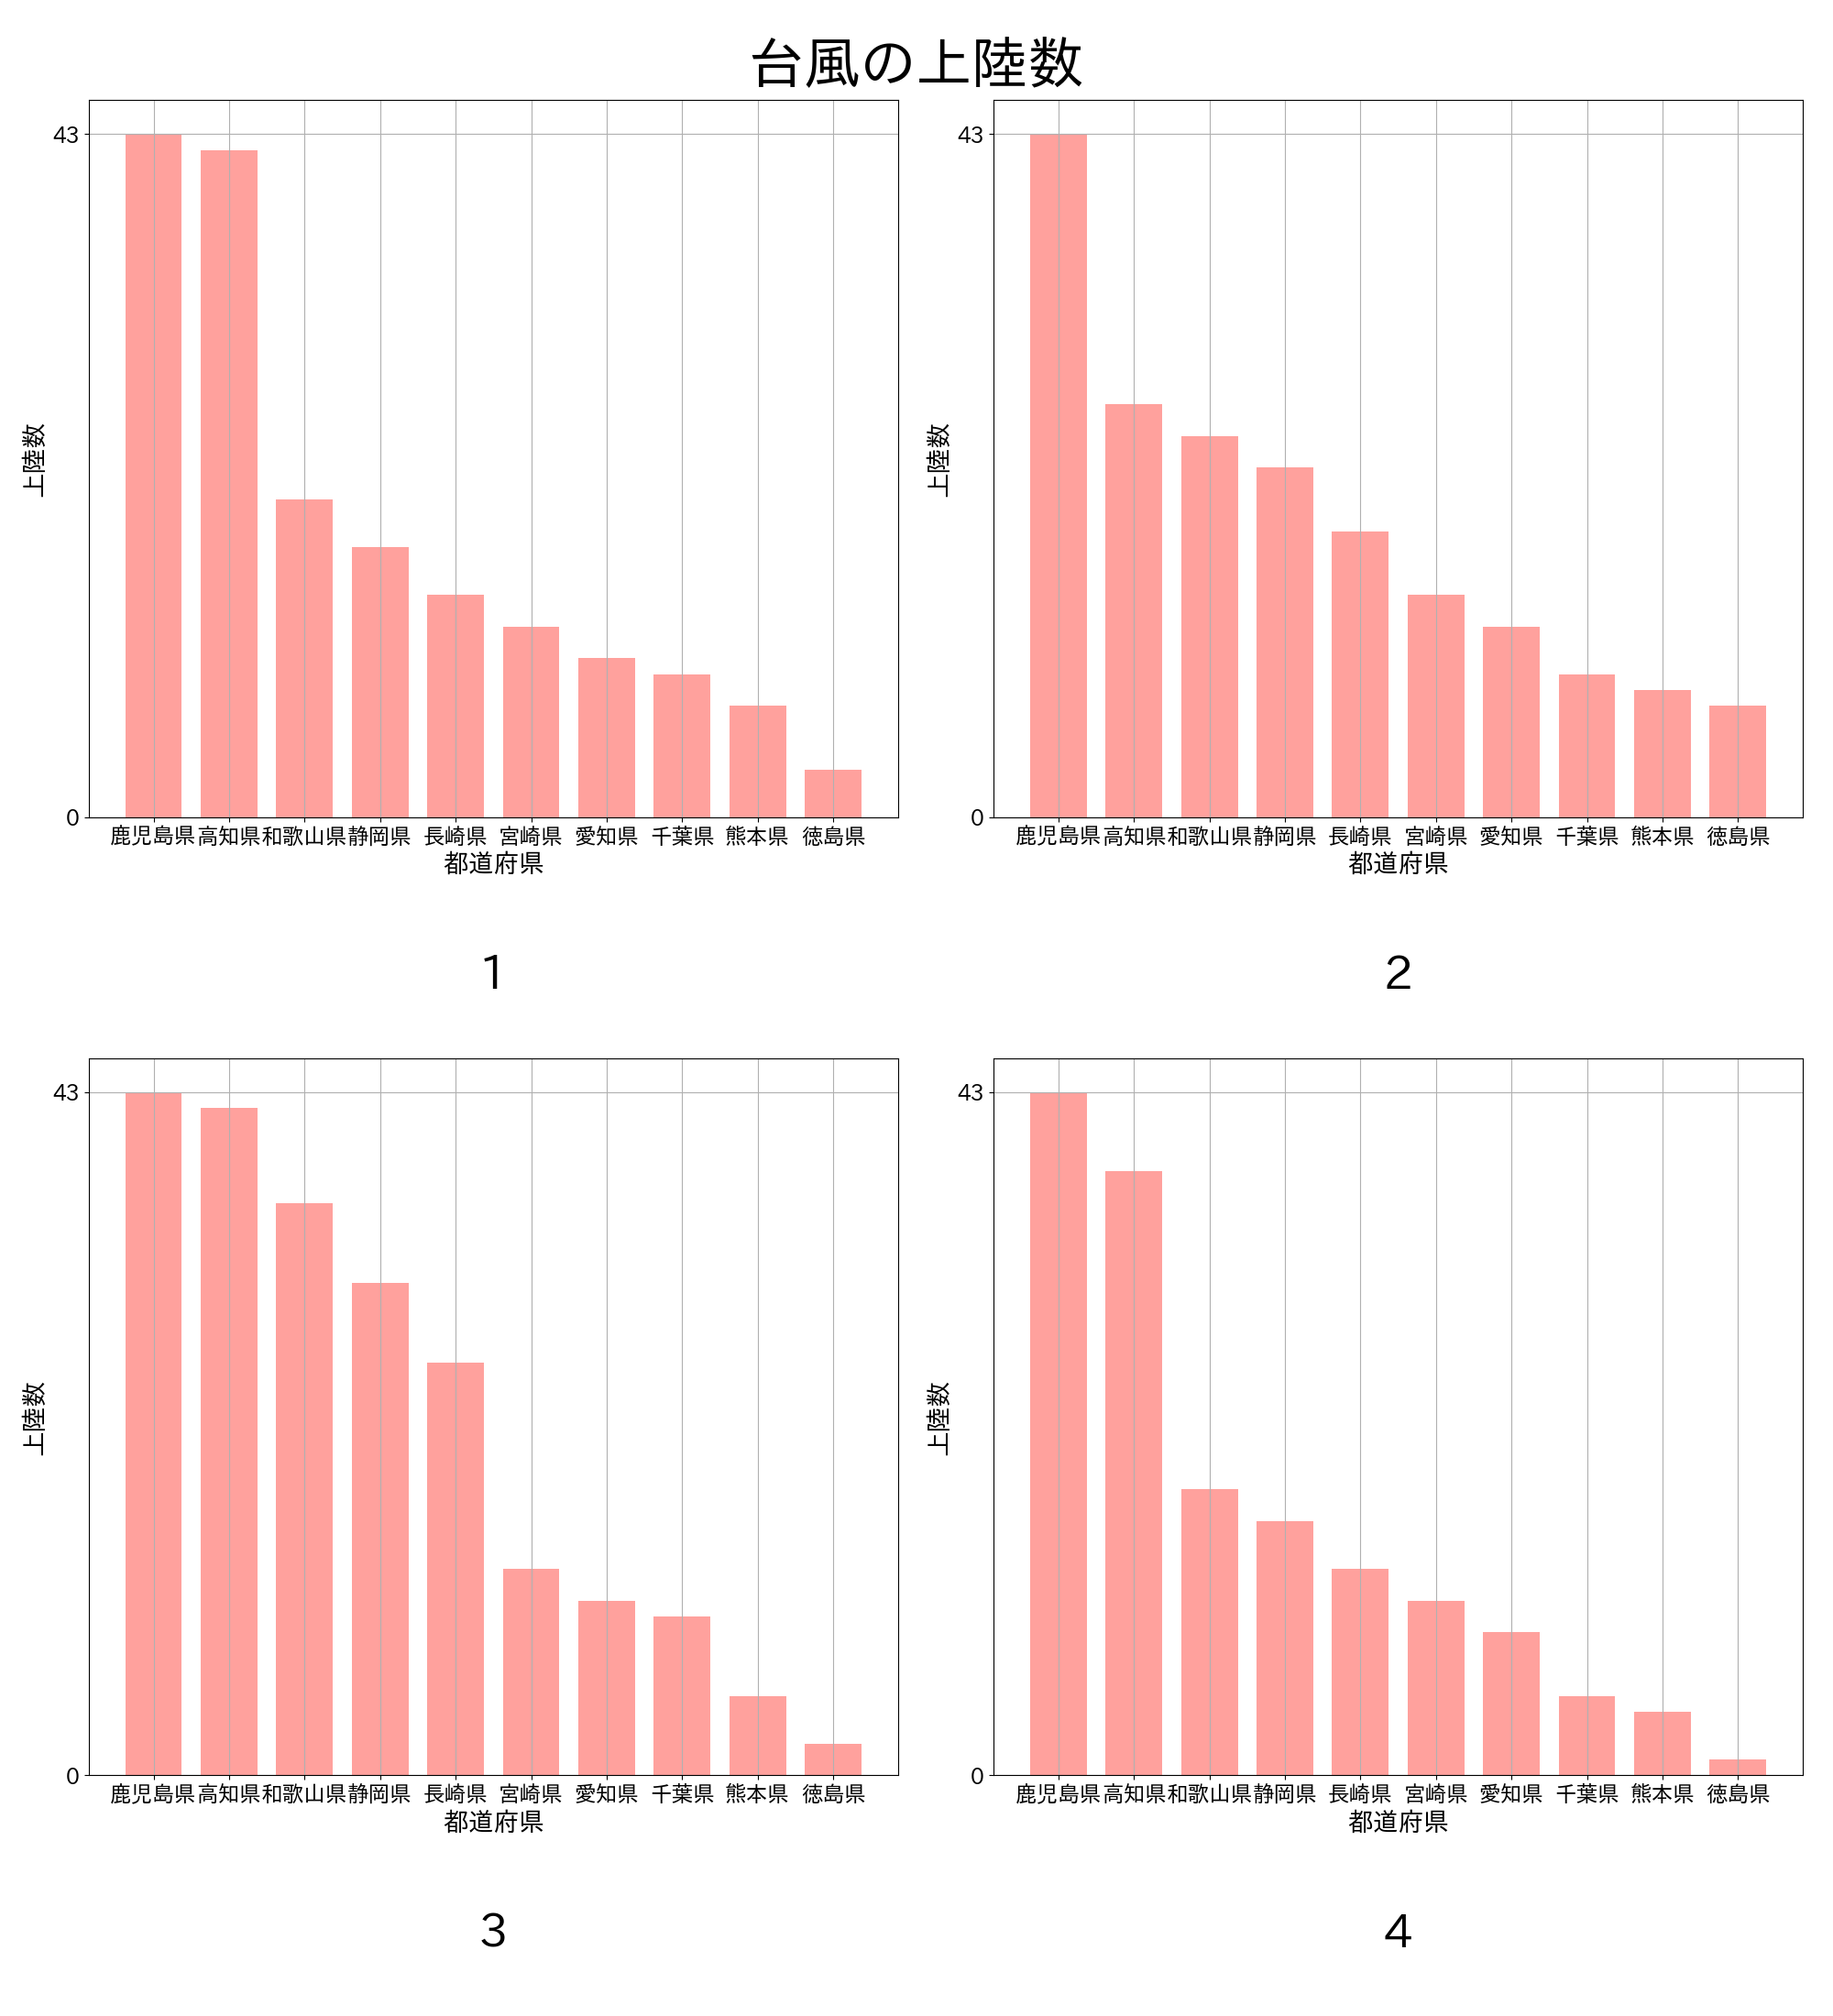 台風の上陸数
43
0
上陸数
鹿児島県 高知県 和歌山県 静岡県 長崎県 宮崎県 愛知県 千葉県 熊本県 徳島県
都道府県
1
43
0
上陸数
鹿児島県 高知県 和歌山県 静岡県 長崎県 宮崎県 愛知県 千葉県 熊本県 徳島県
都道府県
2
43
0
上陸数
鹿児島県 高知県 和歌山県 静岡県 長崎県 宮崎県 愛知県 千葉県 熊本県 徳島県
都道府県
3
43
0
上陸数
鹿児島県 高知県 和歌山県 静岡県 長崎県 宮崎県 愛知県 千葉県 熊本県 徳島県
都道府県
4